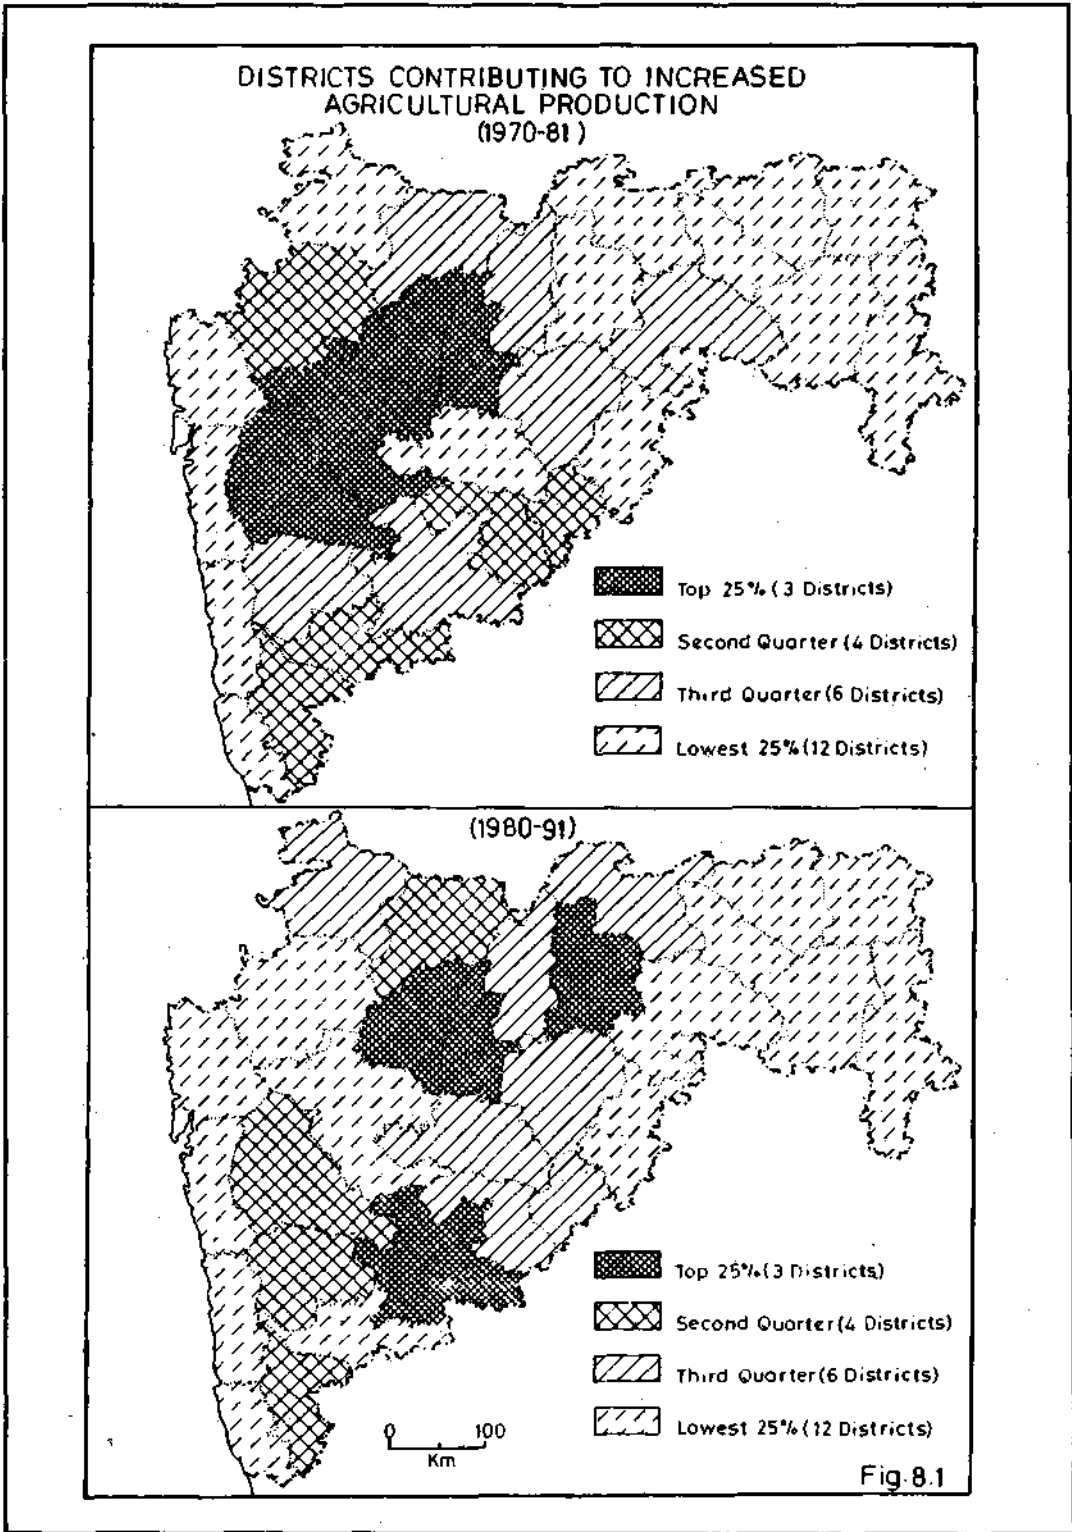 DISTRICTS CONTRIBUTING TO INCREASED
AGRICULTURAL PRODUCTION
(1970-81)
Top 25% (3 Districts)
Second Quarter (4 Districts)
Third Quarter (6 Districts)
Lowest 25% (12 Districts)
(1980-91)
Top 25% (3 Districts)
Second Quarter (4 Districts)
Third Quarter (6 Districts)
Lowest 25% (12 Districts)
0 100
Km
Fig. 8.1